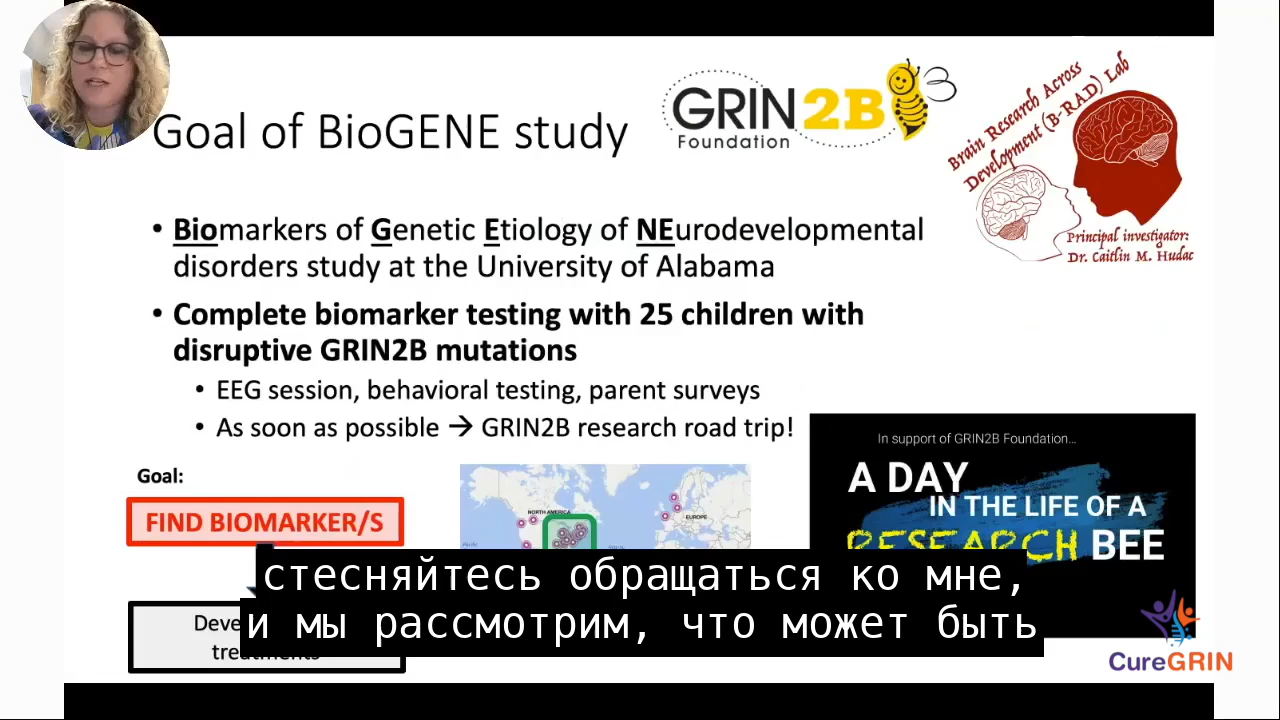 Goal of BioGENE study
GRIN2B
Foundation
Brain Research Across
Development (B-RAD) Lab
Principal investigator:
Dr. Caitlin M. Hudac
• Biomarkers of Genetic Etiology of NEurodevelopmental
disorders study at the University of Alabama
• Complete biomarker testing with 25 children with
disruptive GRIN2B mutations
• EEG session, behavioral testing, parent surveys
• As soon as possible → GRIN2B research road trip!
Goal:
FIND BIOMARKER/S
NORTH AMERICA
EUROPE
In support of GRIN2B Foundation...
A DAY
IN THE LIFE OF A
RESEARCH BEE
стесняйтесь обращаться ко мне,
и мы рассмотрим, что может быть
treatments
CureGRIN